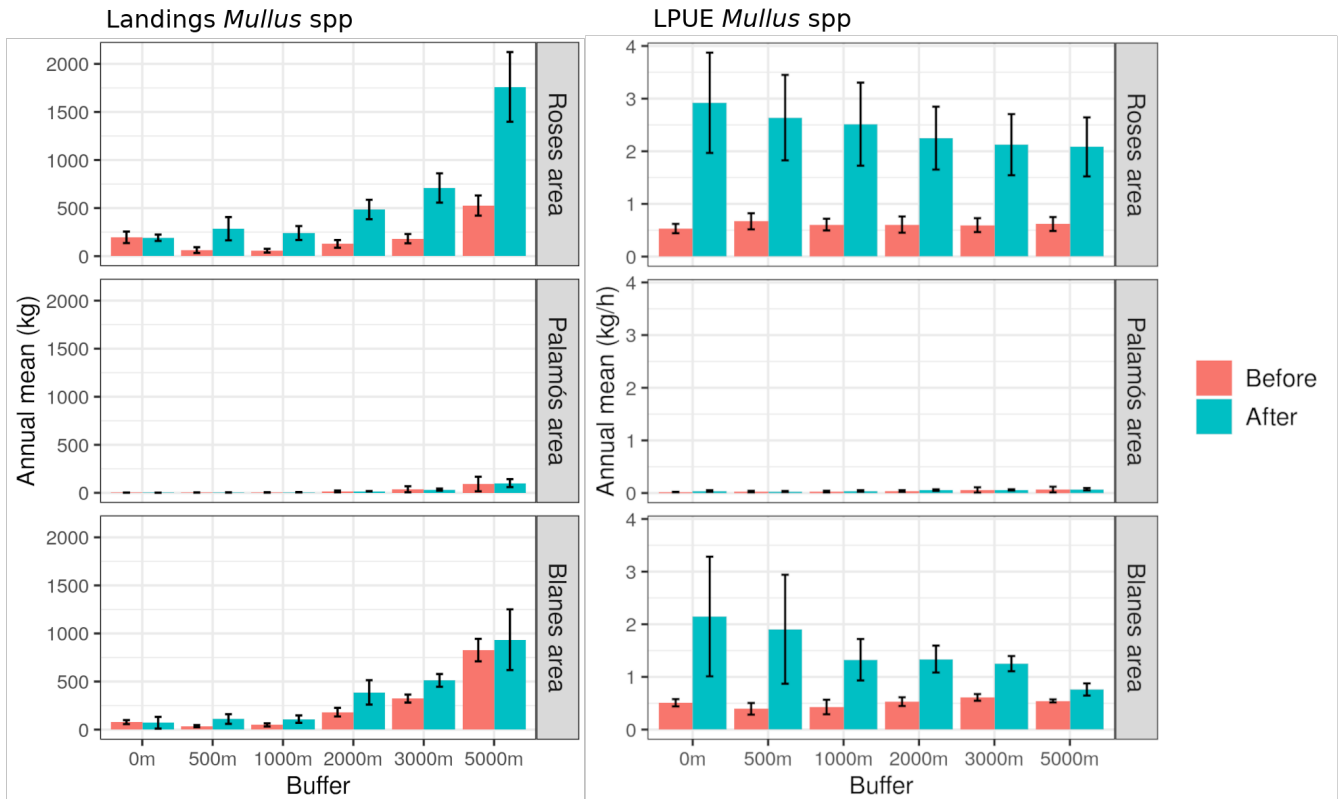 Landings Mullus spp
LPUE Mullus spp
Annual mean (kg)
2000
1500
1000
500
0
Roses area
2000
1500
1000
500
0
Palamós area
2000
1500
1000
500
0
Blanes area
0m 500m 1000m 2000m 3000m 5000m
Buffer
Annual mean (kg/h)
4
3
2
1
0
Roses area
4
3
2
1
0
Palamós area
4
3
2
1
0
Blanes area
0m 500m 1000m 2000m 3000m 5000m
Buffer
Before
After